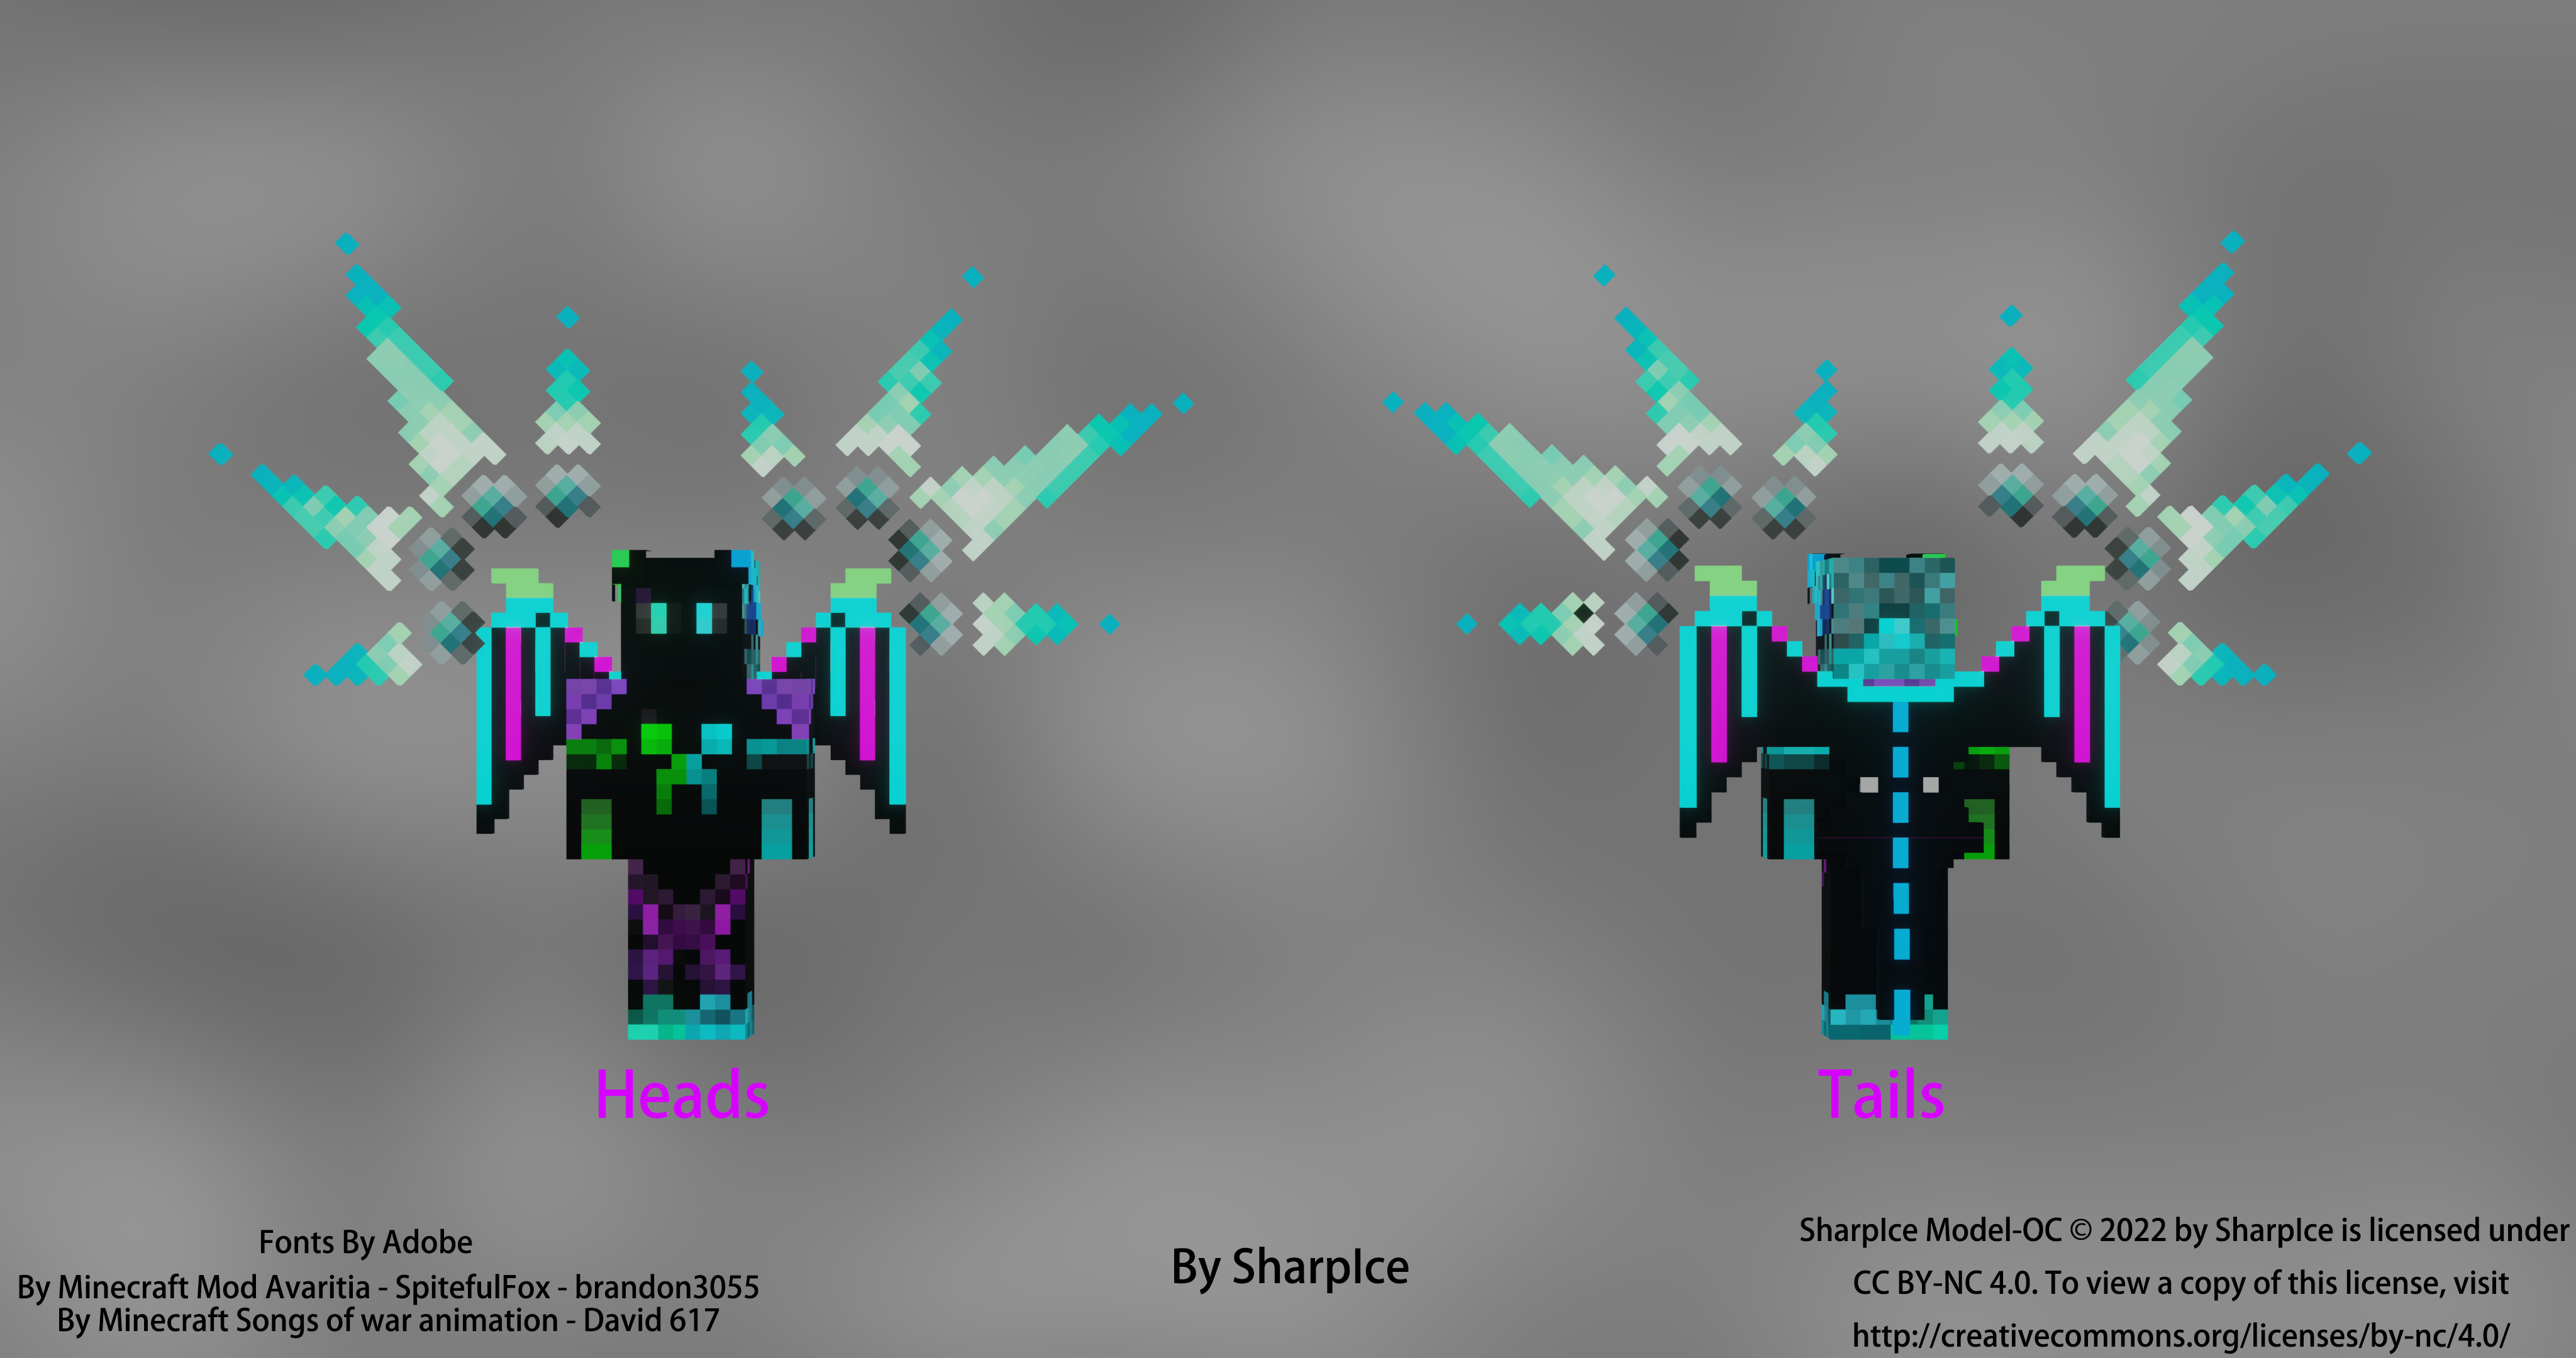 Heads
Tails
Fonts By Adobe
By Minecraft Mod Avaritia - SpitefulFox - brandon3055
By Minecraft Songs of war animation - David 617
By SharpIce
SharpIce Model-OC © 2022 by SharpIce is licensed under
CC BY-NC 4.0. To view a copy of this license, visit
http://creativecommons.org/licenses/by-nc/4.0/